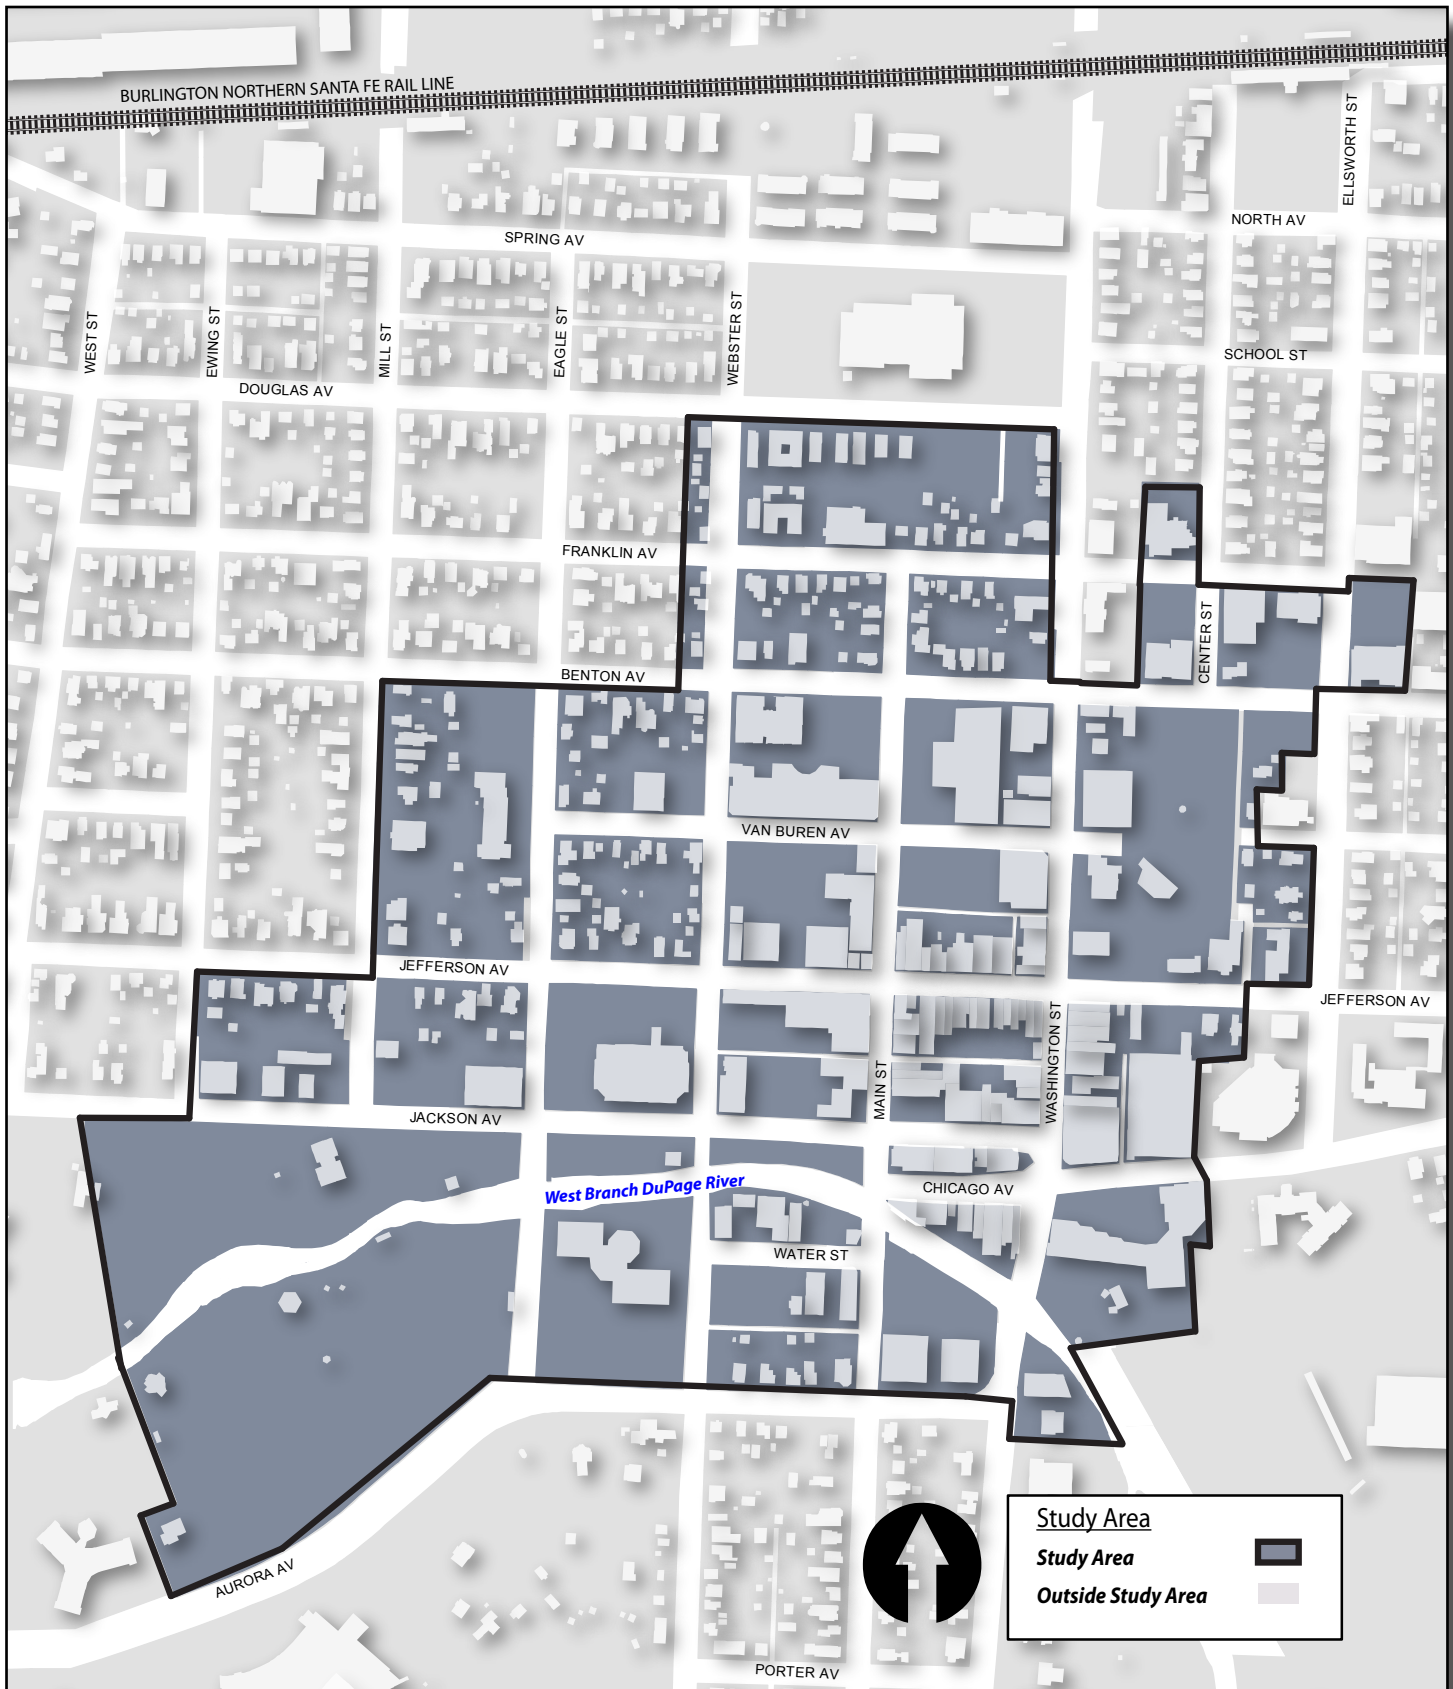 BURLINGTON NORTHERN SANTA FE RAIL LINE
ELLSWORTH ST
NORTH AV
SPRING AV
WEST ST
EWING ST
MILL ST
EAGLE ST
WEBSTER ST
SCHOOL ST
DOUGLAS AV
FRANKLIN AV
CENTER ST
BENTON AV
VAN BUREN AV
JEFFERSON AV
JEFFERSON AV
MAIN ST
WASHINGTON ST
JACKSON AV
West Branch DuPage River
CHICAGO AV
WATER ST
AURORA AV
PORTER AV
Study Area
Study Area
Outside Study Area